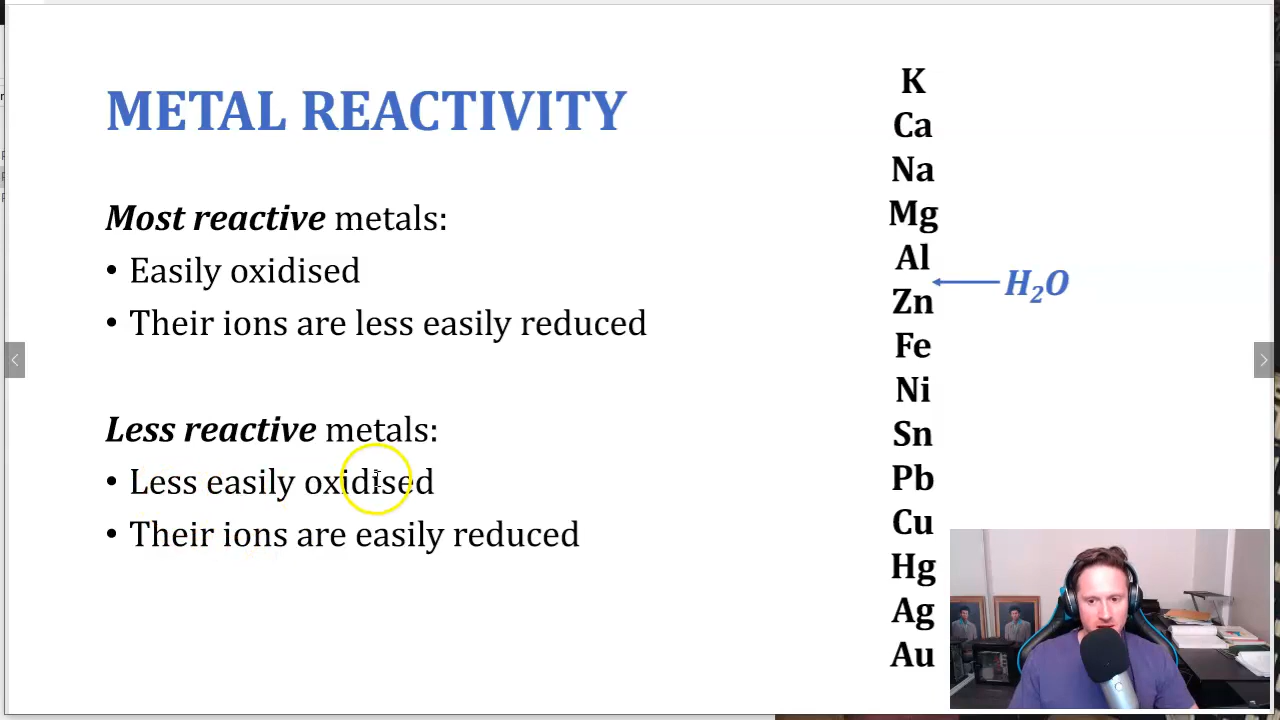 METAL REACTIVITY
Most reactive metals:
• Easily oxidised
• Their ions are less easily reduced
Less reactive metals:
• Less easily oxidised
• Their ions are easily reduced
K
Ca
Na
Mg
Al
H₂O
Zn
Fe
Ni
Sn
Pb
Cu
Hg
Ag
Au